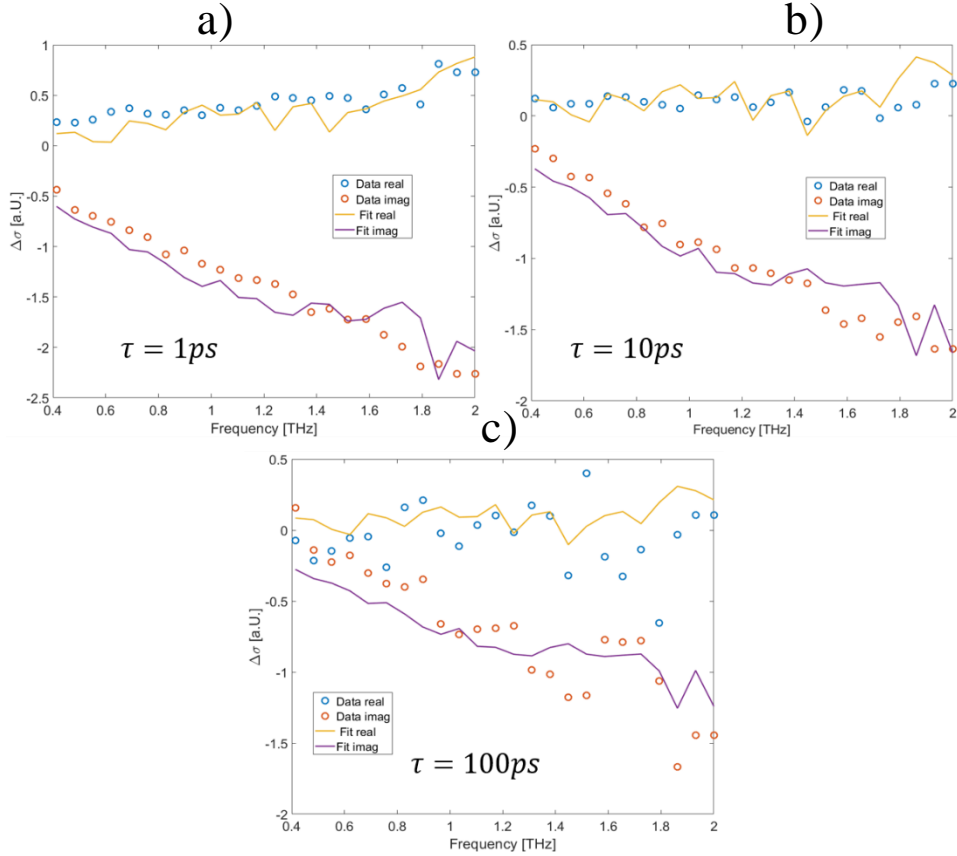 a)
1
0.5
0
-0.5
-1
-1.5
-2
-2.5
Δσ [a.U.]
Data real
Data imag
Fit real
Fit imag
τ = 1ps
0.4 0.6 0.8 1 1.2 1.4 1.6 1.8 2
Frequency [THz]
b)
0.5
0
-0.5
-1
-1.5
-2
Δσ [a.U.]
Data real
Data imag
Fit real
Fit imag
τ = 10ps
0.4 0.6 0.8 1 1.2 1.4 1.6 1.8 2
Frequency [THz]
c)
0.5
0
-0.5
-1
-1.5
-2
Δσ [a.U.]
Data real
Data imag
Fit real
Fit imag
τ = 100ps
0.4 0.6 0.8 1 1.2 1.4 1.6 1.8 2
Frequency [THz]